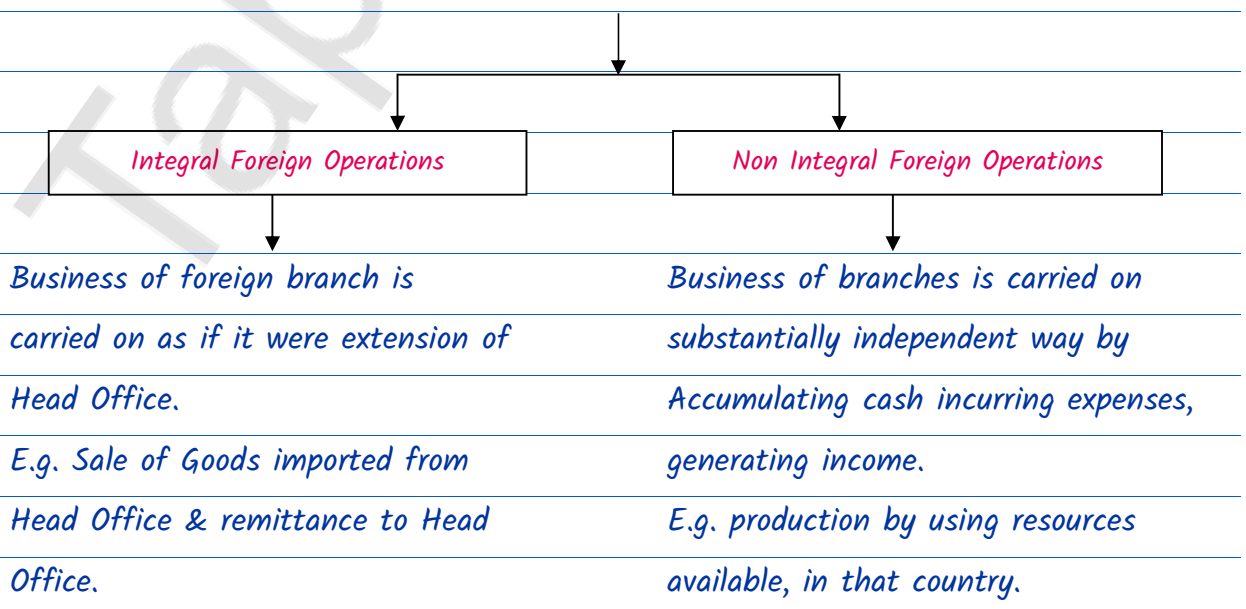 Integral Foreign Operations
Non Integral Foreign Operations
Business of foreign branch is
carried on as if it were extension of
Head Office.
E.g. Sale of Goods imported from
Head Office & remittance to Head
Office.
Business of branches is carried on
substantially independent way by
Accumulating cash incurring expenses,
generating income.
E.g. production by using resources
available, in that country.
Tap